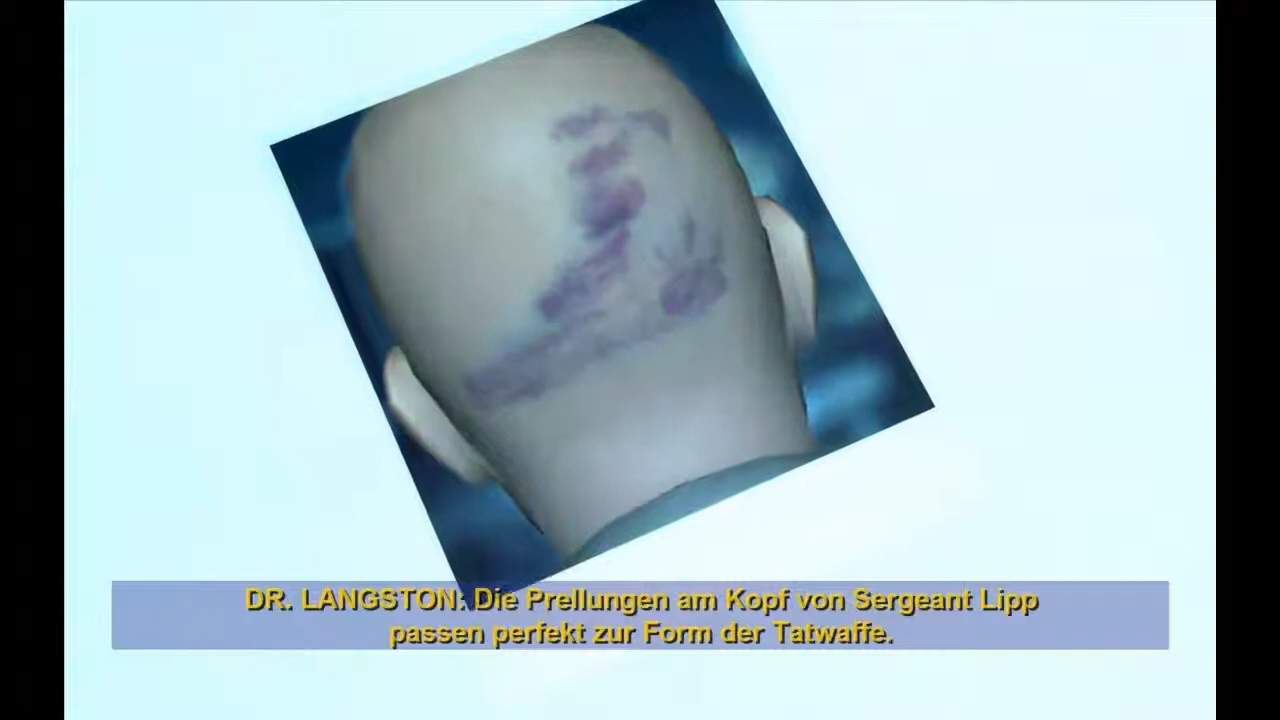 DR. LANGSTON: Die Prellungen am Kopf von Sergeant Lipp
passen perfekt zur Form der Tatwaffe.